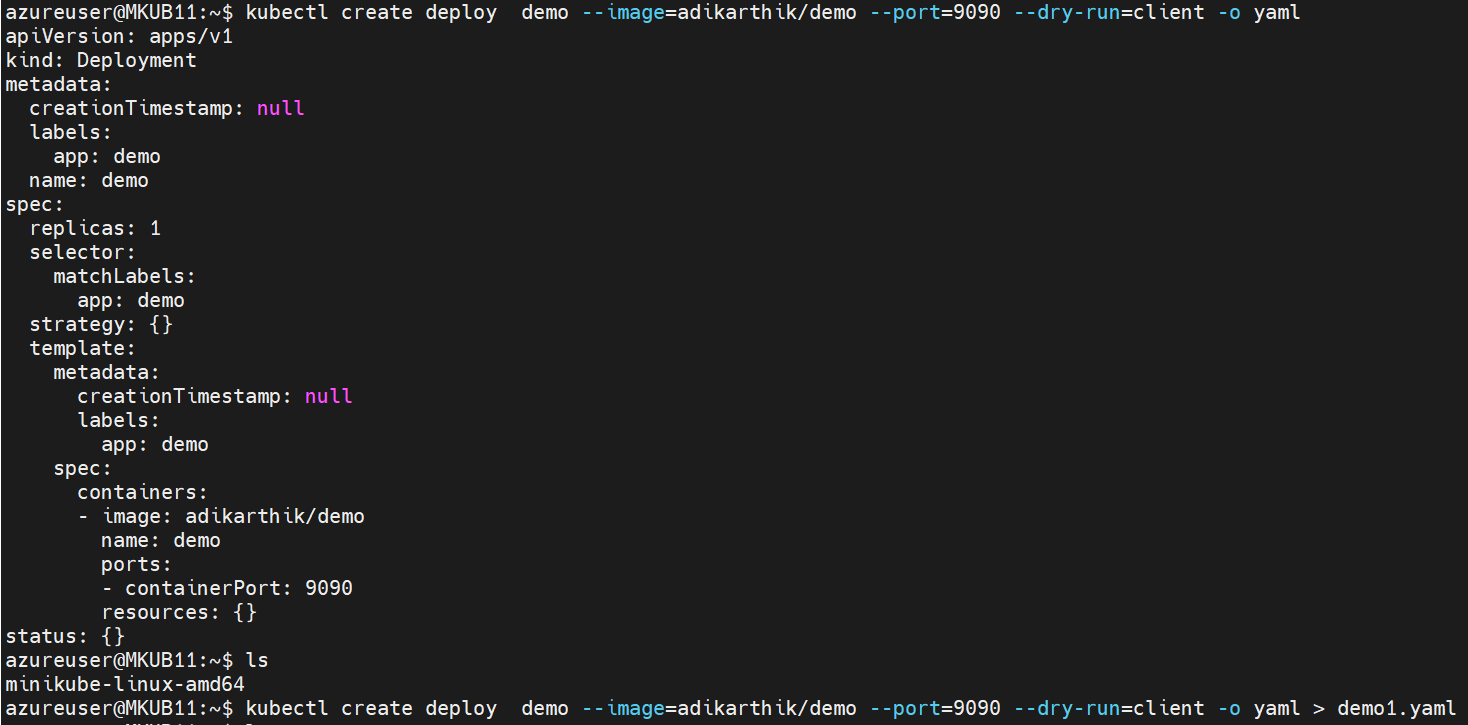 azureuser@MKUB11:~$ kubectl create deploy  demo --image=adikarthik/demo --port=9090 --dry-run=client -o yaml
apiVersion: apps/v1
kind: Deployment
metadata:
  creationTimestamp: null
  labels:
    app: demo
  name: demo
spec:
  replicas: 1
  selector:
    matchLabels:
      app: demo
  strategy: {}
  template:
    metadata:
      creationTimestamp: null
      labels:
        app: demo
    spec:
      containers:
      - image: adikarthik/demo
        name: demo
        ports:
        - containerPort: 9090
        resources: {}
status: {}
azureuser@MKUB11:~$ ls
minikube-linux-amd64
azureuser@MKUB11:~$ kubectl create deploy  demo --image=adikarthik/demo --port=9090 --dry-run=client -o yaml > demo1.yaml